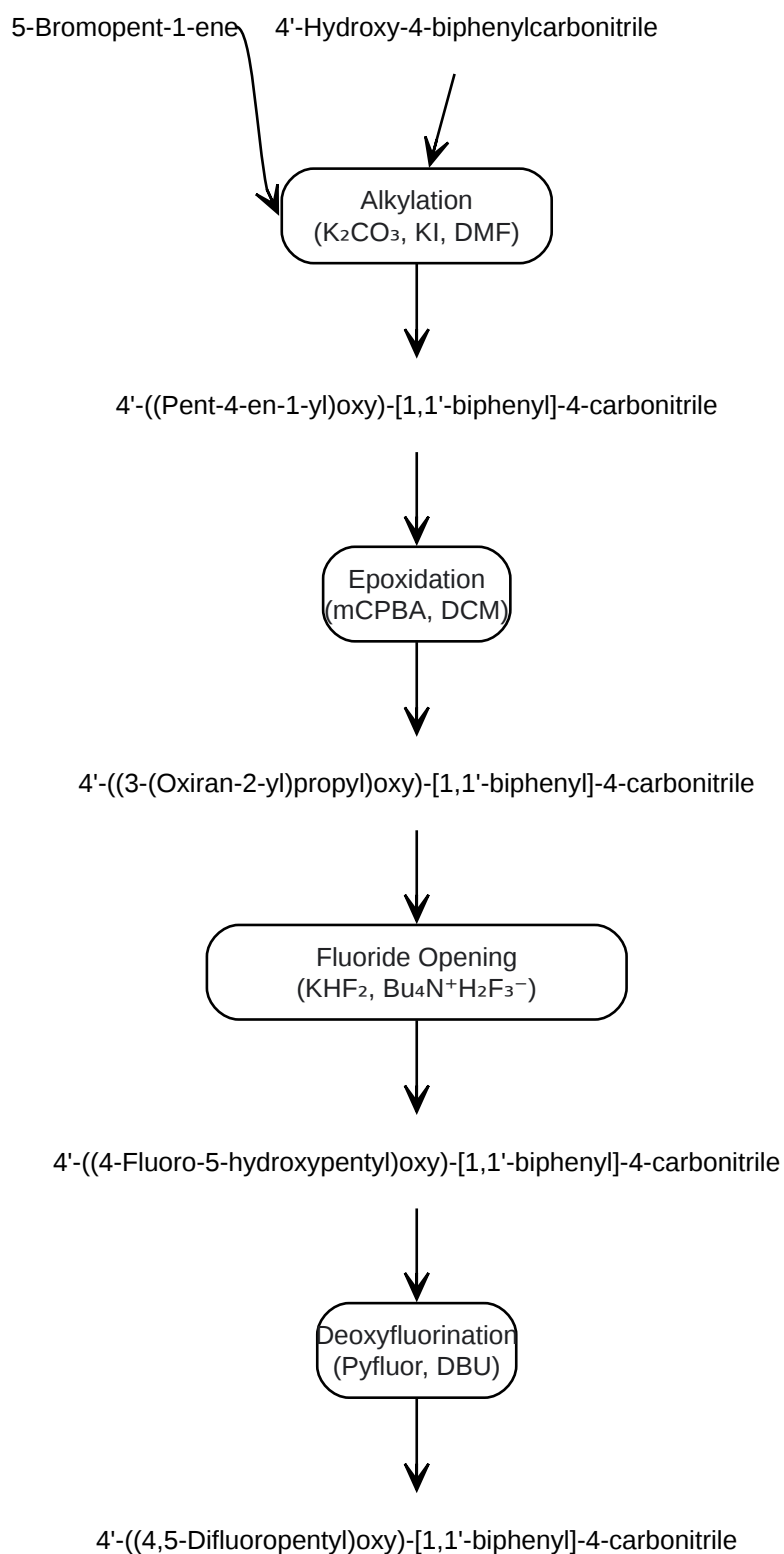 5-Bromopent-1-ene
4'-Hydroxy-4-biphenylcarbonitrile
Alkylation
(K₂CO₃, KI, DMF)
4'-((Pent-4-en-1-yl)oxy)-[1,1'-biphenyl]-4-carbonitrile
Epoxidation
(mCPBA, DCM)
4'-((3-(Oxiran-2-yl)propyl)oxy)-[1,1'-biphenyl]-4-carbonitrile
Fluoride Opening
(KHF₂, Bu₄N⁺H₂F₃⁻)
4'-((4-Fluoro-5-hydroxypentyl)oxy)-[1,1'-biphenyl]-4-carbonitrile
Deoxyfluorination
(Pyfluor, DBU)
4'-((4,5-Difluoropentyl)oxy)-[1,1'-biphenyl]-4-carbonitrile